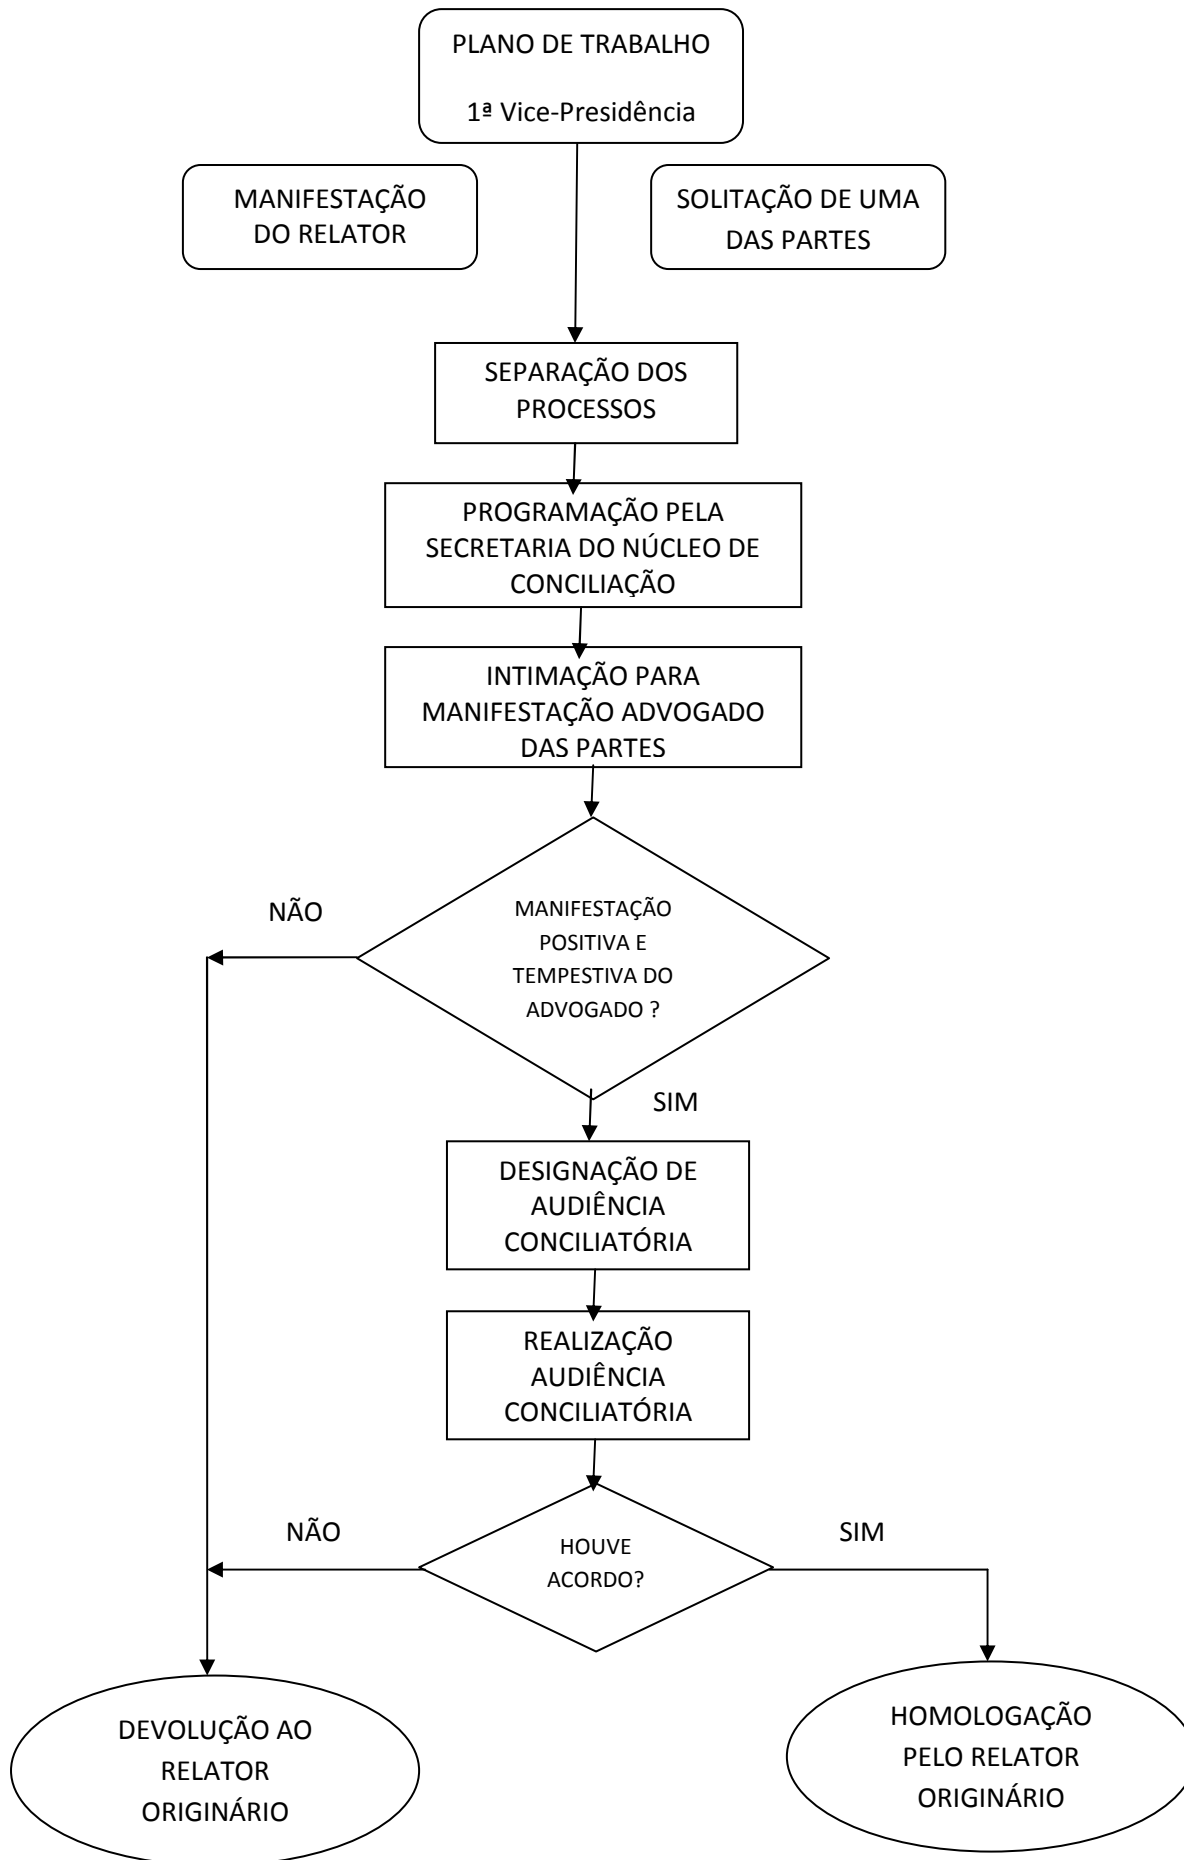 PLANO DE TRABALHO
1ª Vice-Presidência
MANIFESTAÇÃO
DO RELATOR
SOLITAÇÃO DE UMA
DAS PARTES
SEPARAÇÃO DOS
PROCESSOS
PROGRAMAÇÃO PELA
SECRETARIA DO NÚCLEO DE
CONCILIAÇÃO
INTIMAÇÃO PARA
MANIFESTAÇÃO ADVOGADO
DAS PARTES
NÃO
MANIFESTAÇÃO
POSITIVA E
TEMPESTIVA DO
ADVOGADO ?
SIM
DESIGNAÇÃO DE
AUDIÊNCIA
CONCILIATÓRIA
REALIZAÇÃO
AUDIÊNCIA
CONCILIATÓRIA
NÃO
HOUVE
ACORDO?
SIM
DEVOLUÇÃO AO
RELATOR
ORIGINÁRIO
HOMOLOGAÇÃO
PELO RELATOR
ORIGINÁRIO